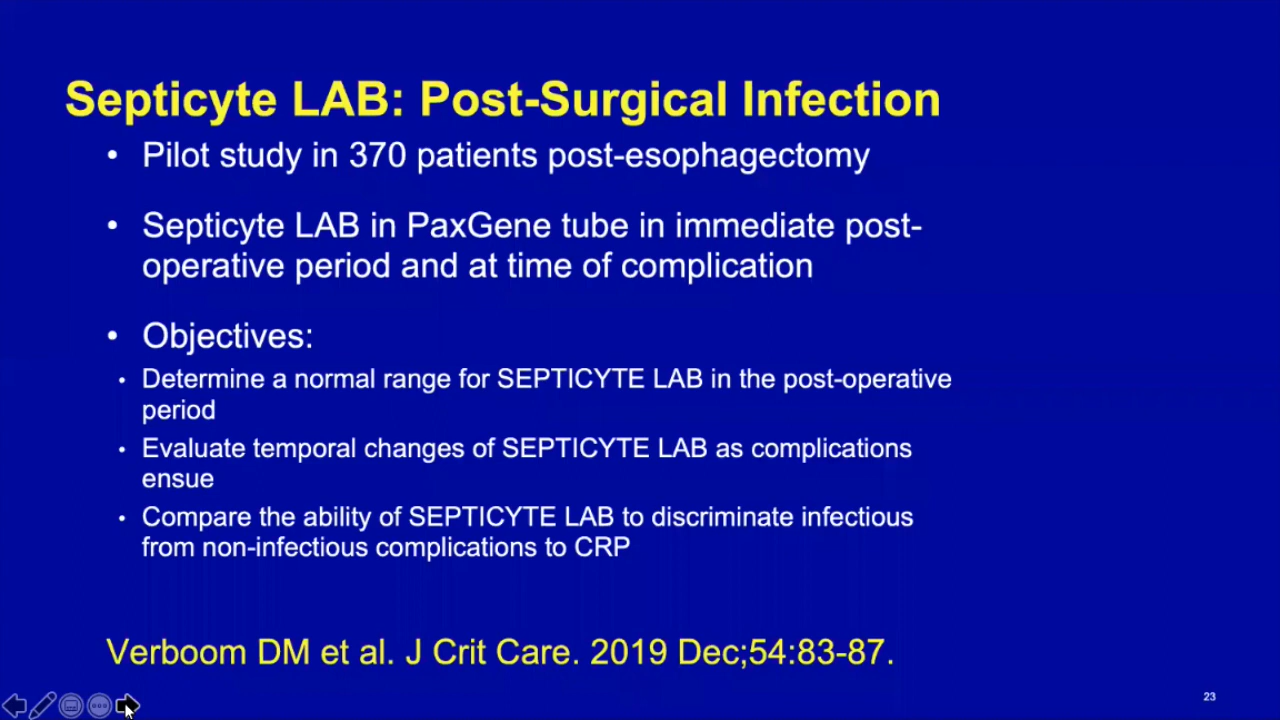 Septicyte LAB: Post-Surgical Infection
• Pilot study in 370 patients post-esophagectomy
• Septicyte LAB in PaxGene tube in immediate post-
operative period and at time of complication
• Objectives:
• Determine a normal range for SEPTICYTE LAB in the post-operative
period
• Evaluate temporal changes of SEPTICYTE LAB as complications
ensue
• Compare the ability of SEPTICYTE LAB to discriminate infectious
from non-infectious complications to CRP
Verboom DM et al. J Crit Care. 2019 Dec;54:83-87.
23